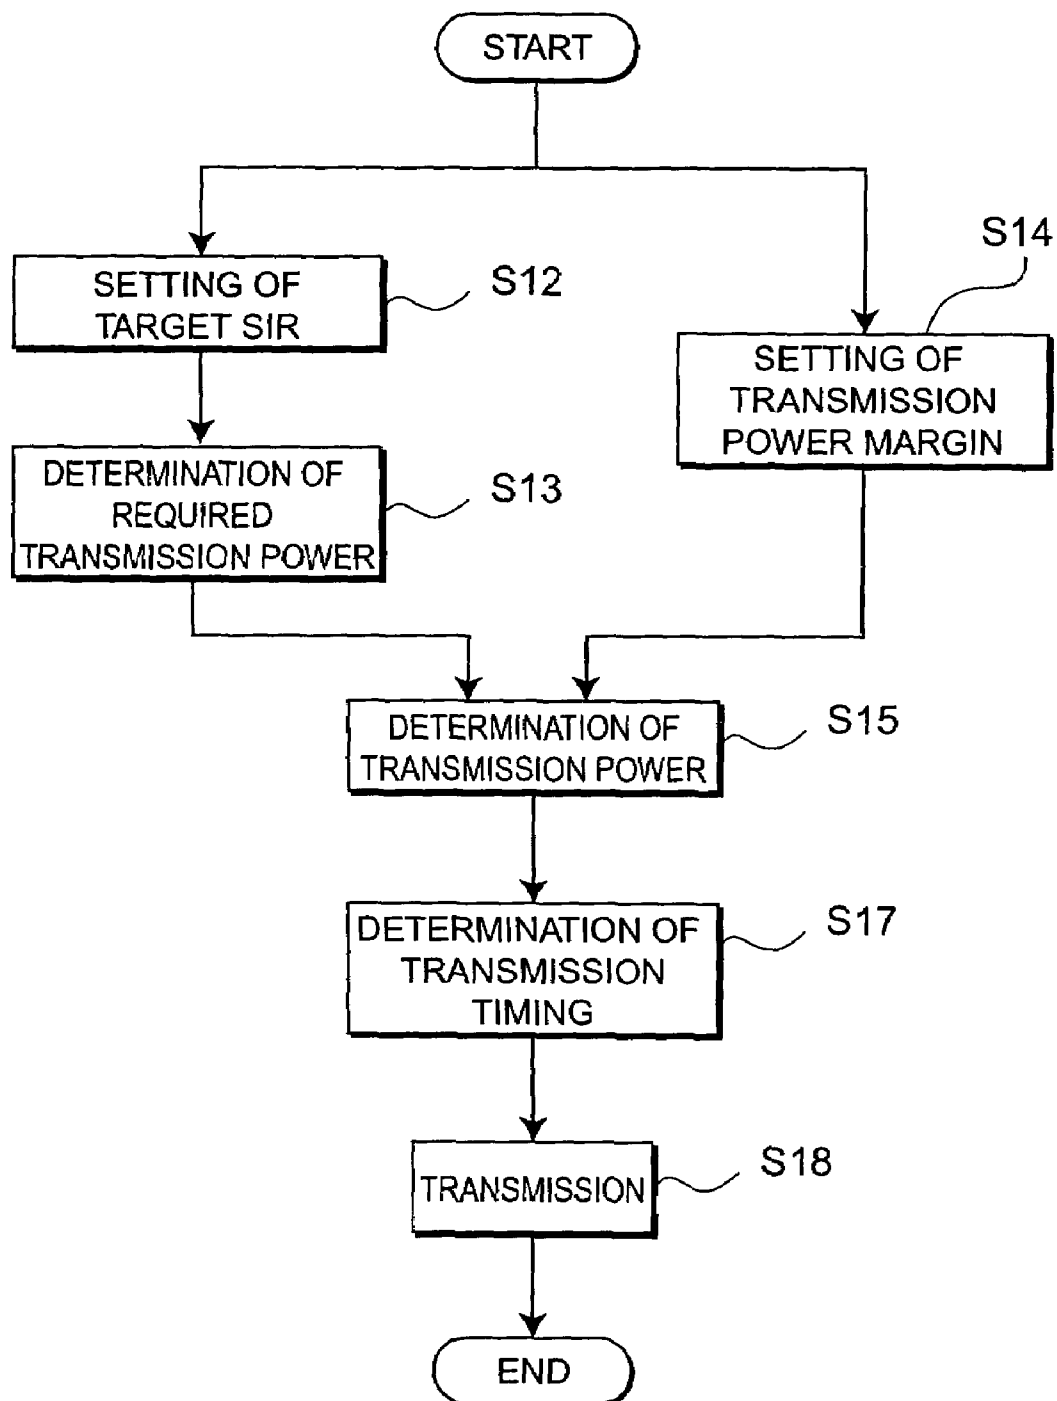 START
SETTING OF
TARGET SIR
S12
S14
SETTING OF
TRANSMISSION
POWER MARGIN
DETERMINATION OF
REQUIRED
TRANSMISSION POWER
S13
DETERMINATION OF
TRANSMISSION POWER
S15
DETERMINATION OF
TRANSMISSION
TIMING
S17
TRANSMISSION
S18
END